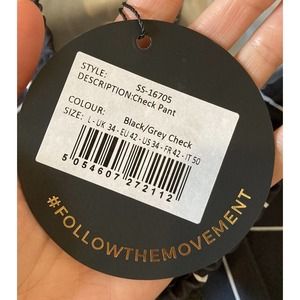 STYLE: SS-16705
DESCRIPTION:Check Pant
COLOUR: Black/Grey Check
SIZE: L - UK 34 - EU 42 - US 34 - FR 42 - IT 50
5 054607 272112
#FOLLOWTHEMOVEMENT